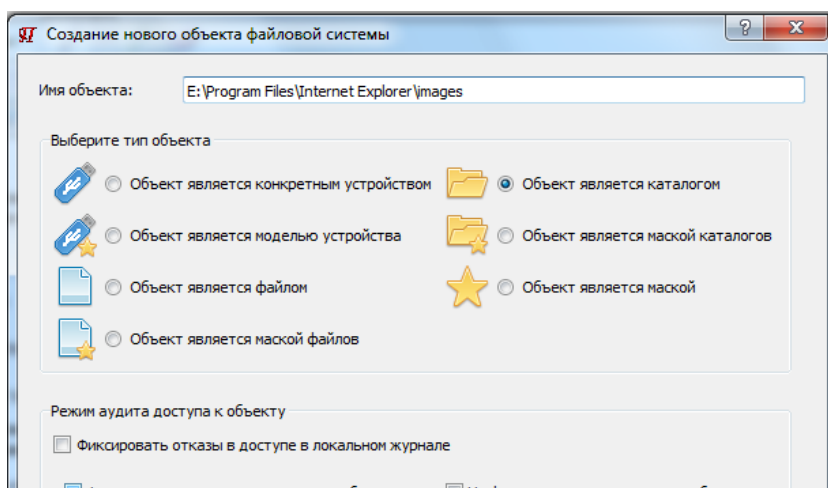 Создание нового объекта файловой системы
Имя объекта: E:\Program Files\Internet Explorer\images
Выберите тип объекта
Объект является конкретным устройством Объект является каталогом
Объект является моделью устройства Объект является маской каталогов
Объект является файлом Объект является маской
Объект является маской файлов
Режим аудита доступа к объекту
Фиксировать отказы в доступе в локальном журнале